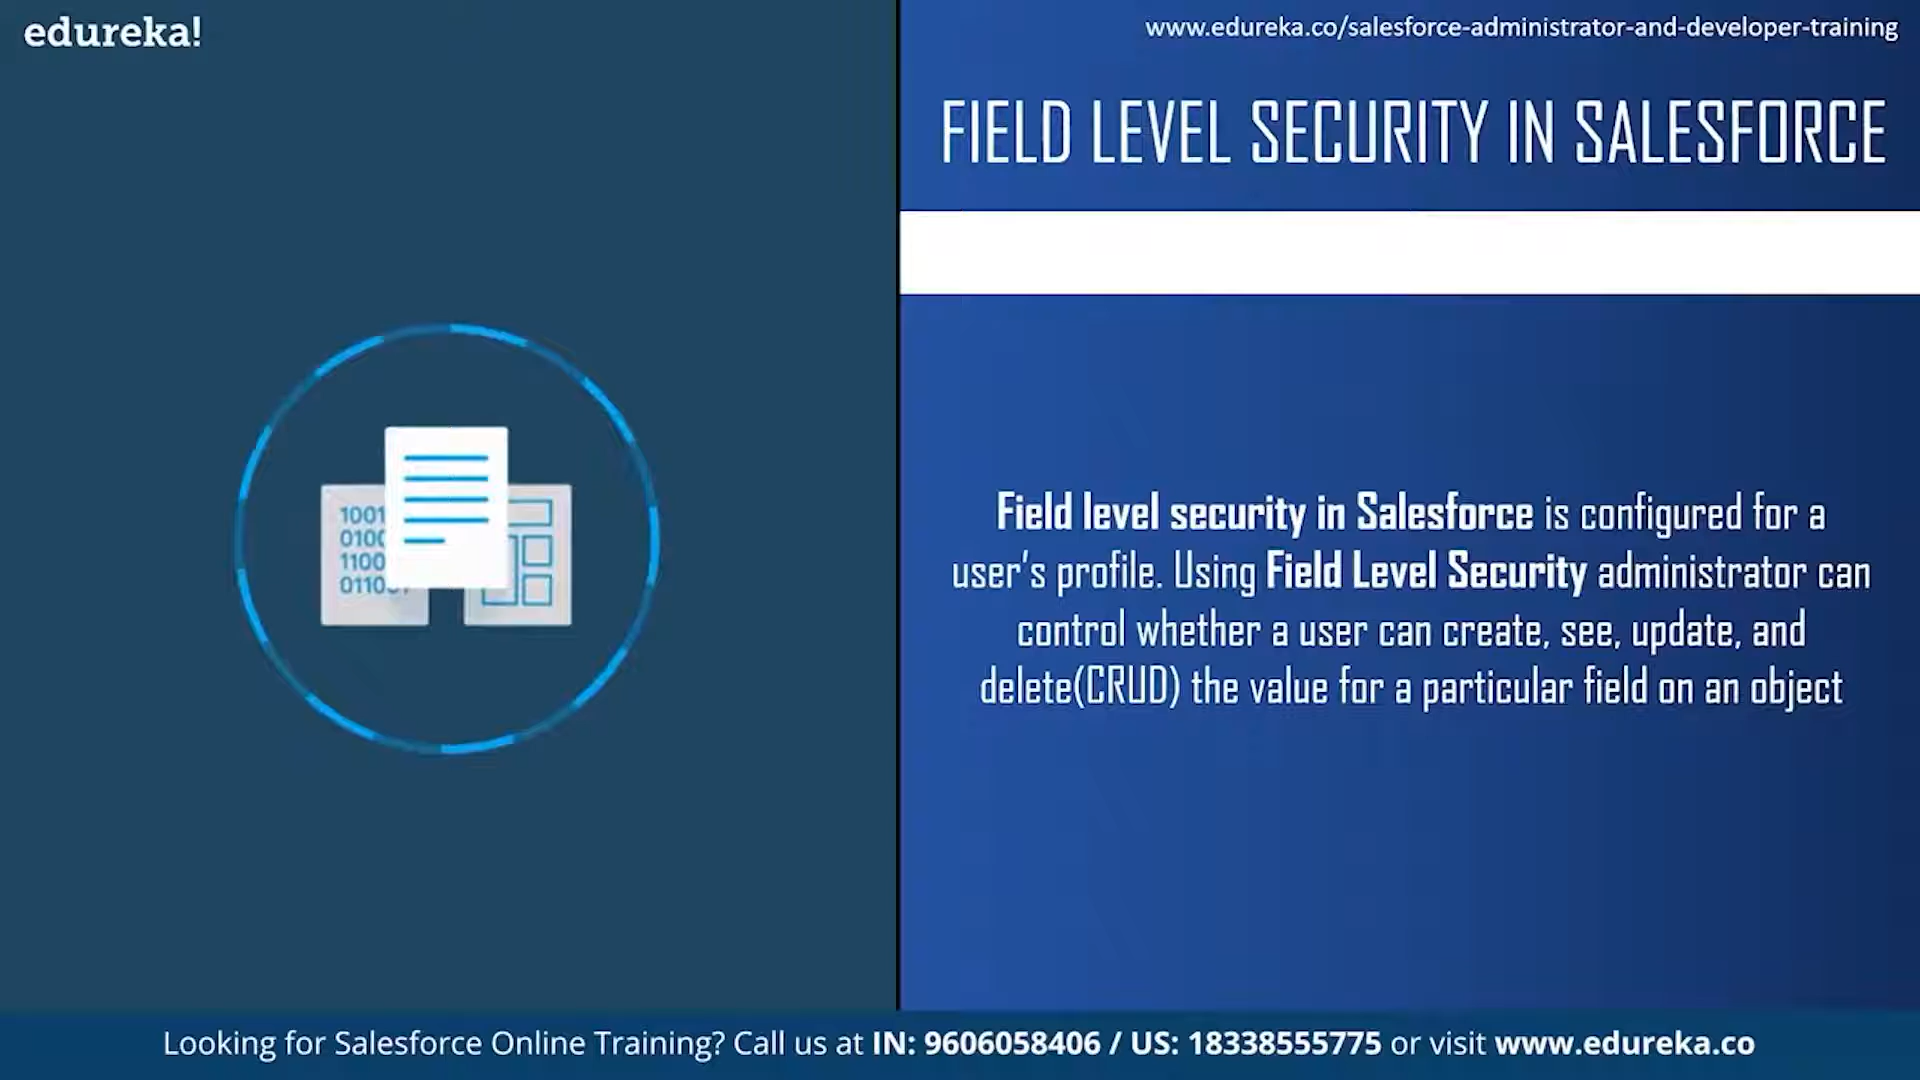 edureka!
www.edureka.co/salesforce-administrator-and-developer-training
FIELD LEVEL SECURITY IN SALESFORCE
1001
0100
1100
011
Field level security in Salesforce is configured for a
user's profile. Using Field Level Security administrator can
control whether a user can create, see, update, and
delete(CRUD) the value for a particular field on an object
Looking for Salesforce Online Training? Call us at IN: 9606058406 / US: 18338555775 or visit www.edureka.co